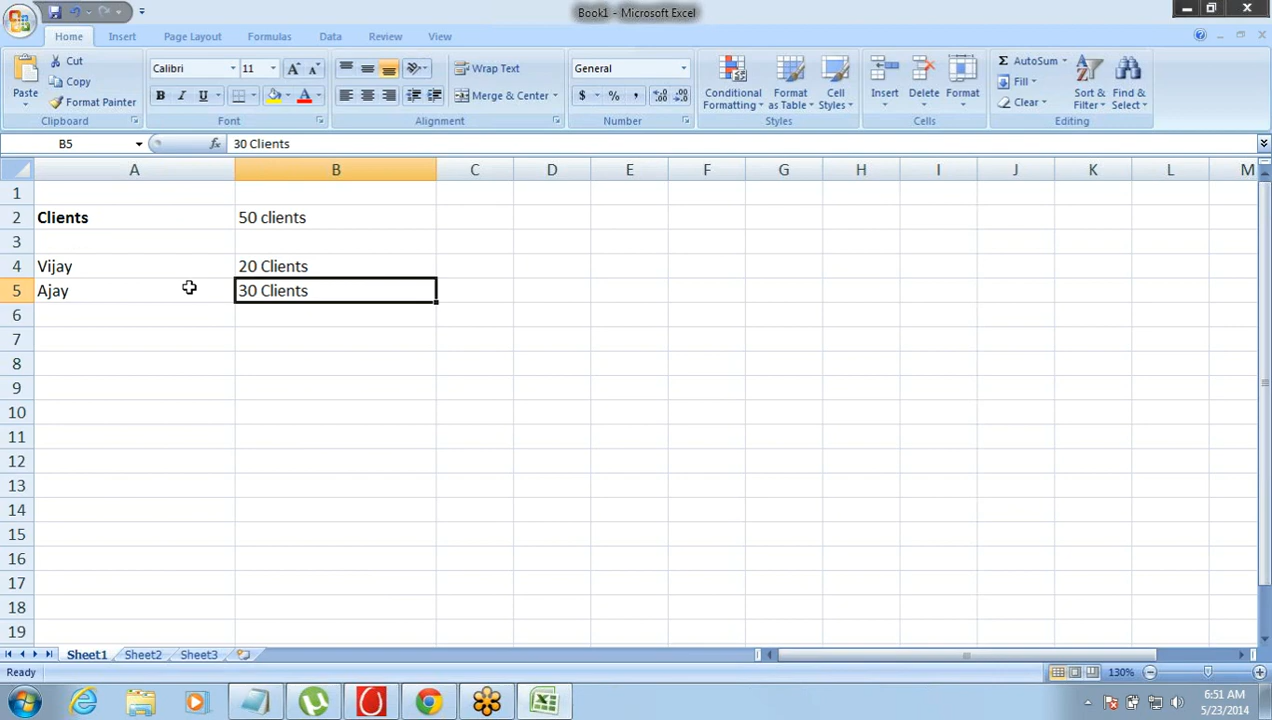 Book1 - Microsoft Excel
Home Insert Page Layout Formulas Data Review View
Paste
Cut
Copy
Format Painter
Clipboard
Calibri 11
B I U
Font
Wrap Text
Merge & Center
Alignment
General
$ % ,
Number
Conditional Formatting
Format as Table
Cell Styles
Styles
Insert Delete Format
Cells
Σ AutoSum
Fill
Clear
Sort & Filter
Find & Select
Editing
B5 fx 30 Clients
A B C D E F G H I J K L M
1
2 Clients 50 clients
3
4 Vijay 20 Clients
5 Ajay 30 Clients
6
7
8
9
10
11
12
13
14
15
16
17
18
19
Sheet1 Sheet2 Sheet3
Ready 130%
6:51 AM
5/23/2014